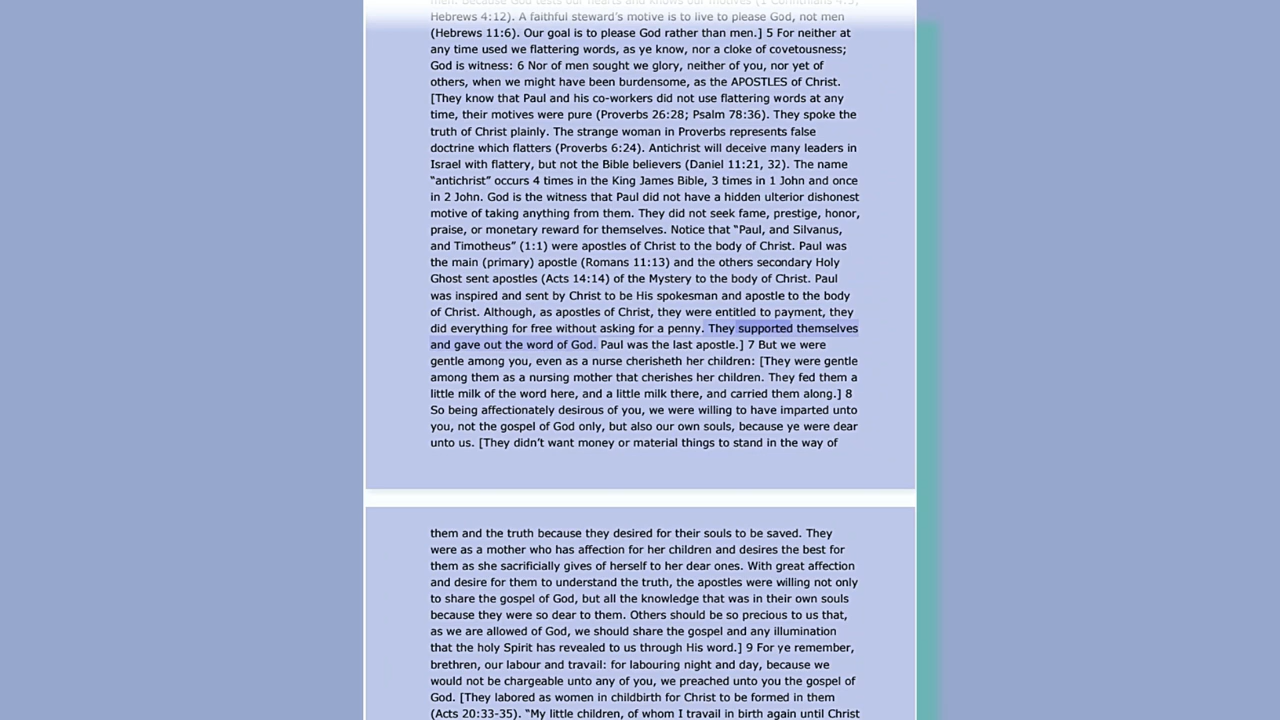 men. because God tests our hearts and knows our motives (1 Corinthians 4:5,
Hebrews 4:12). A faithful steward's motive is to live to please God, not men
(Hebrews 11:6). Our goal is to please God rather than men.] 5 For neither at
any time used we flattering words, as ye know, nor a cloke of covetousness;
God is witness: 6 Nor of men sought we glory, neither of you, nor yet of
others, when we might have been burdensome, as the APOSTLES of Christ.
[They know that Paul and his co-workers did not use flattering words at any
time, their motives were pure (Proverbs 26:28; Psalm 78:36). They spoke the
truth of Christ plainly. The strange woman in Proverbs represents false
doctrine which flatters (Proverbs 6:24). Antichrist will deceive many leaders in
Israel with flattery, but not the Bible believers (Daniel 11:21, 32). The name
“antichrist” occurs 4 times in the King James Bible, 3 times in 1 John and once
in 2 John. God is the witness that Paul did not have a hidden ulterior dishonest
motive of taking anything from them. They did not seek fame, prestige, honor,
praise, or monetary reward for themselves. Notice that “Paul, and Silvanus,
and Timotheus” (1:1) were apostles of Christ to the body of Christ. Paul was
the main (primary) apostle (Romans 11:13) and the others secondary Holy
Ghost sent apostles (Acts 14:14) of the Mystery to the body of Christ. Paul
was inspired and sent by Christ to be His spokesman and apostle to the body
of Christ. Although, as apostles of Christ, they were entitled to payment, they
did everything for free without asking for a penny. They supported themselves
and gave out the word of God. Paul was the last apostle.] 7 But we were
gentle among you, even as a nurse cherisheth her children: [They were gentle
among them as a nursing mother that cherishes her children. They fed them a
little milk of the word here, and a little milk there, and carried them along.] 8
So being affectionately desirous of you, we were willing to have imparted unto
you, not the gospel of God only, but also our own souls, because ye were dear
unto us. [They didn't want money or material things to stand in the way of
them and the truth because they desired for their souls to be saved. They
were as a mother who has affection for her children and desires the best for
them as she sacrificially gives of herself to her dear ones. With great affection
and desire for them to understand the truth, the apostles were willing not only
to share the gospel of God, but all the knowledge that was in their own souls
because they were so dear to them. Others should be so precious to us that,
as we are allowed of God, we should share the gospel and any illumination
that the holy Spirit has revealed to us through His word.] 9 For ye remember,
brethren, our labour and travail: for labouring night and day, because we
would not be chargeable unto any of you, we preached unto you the gospel of
God. [They labored as women in childbirth for Christ to be formed in them
(Acts 20:33-35). “My little children, of whom I travail in birth again until Christ